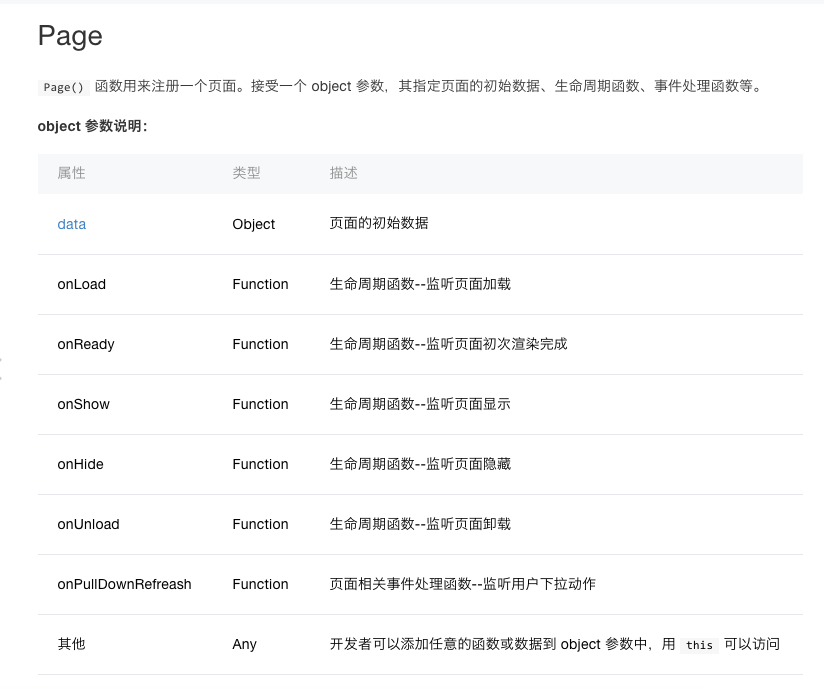 Page
Page() 函数用来注册一个页面。接受一个 object 参数，其指定页面的初始数据、生命周期函数、事件处理函数等。
object 参数说明：
属性 类型 描述
data Object 页面的初始数据
onLoad Function 生命周期函数--监听页面加载
onReady Function 生命周期函数--监听页面初次渲染完成
onShow Function 生命周期函数--监听页面显示
onHide Function 生命周期函数--监听页面隐藏
onUnload Function 生命周期函数--监听页面卸载
onPullDownRefreash Function 页面相关事件处理函数--监听用户下拉动作
其他 Any 开发者可以添加任意的函数或数据到 object 参数中，用 this 可以访问